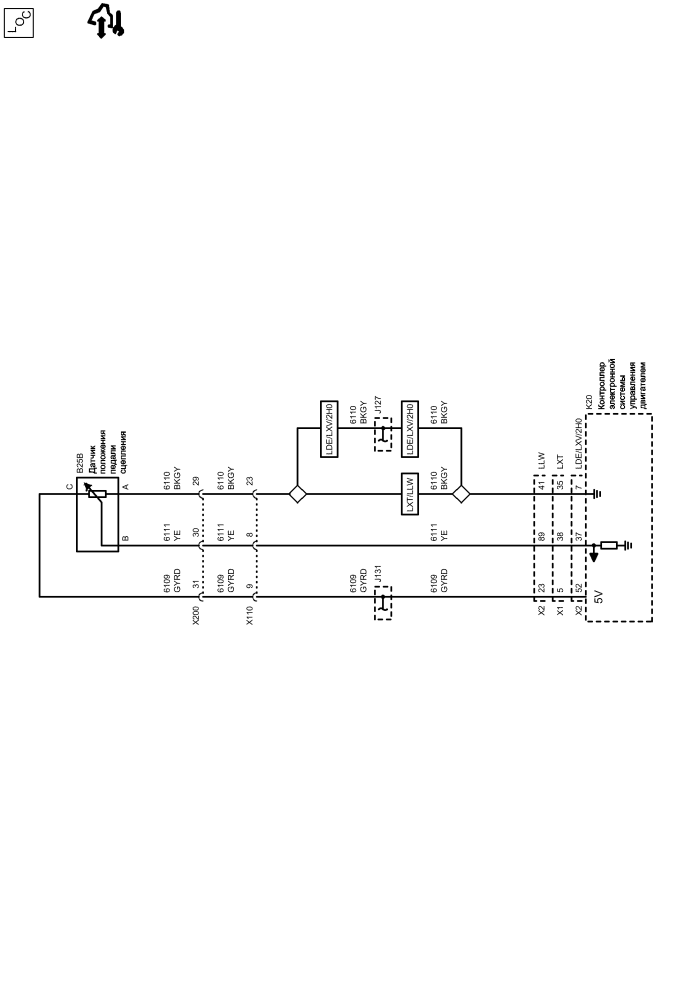 LOC
B25B
Датчик
положения
педали
сцепления
C
A
B
6110
BKGY
29
6110
BKGY
23
6111
YE
30
6111
YE
8
6109
GYRD
31
6109
GYRD
9
X200
X110
LDE/LXV/2H0
6110
BKGY
J127
LDE/LXV/2H0
6110
BKGY
LXT/LLW
6110
BKGY
6111
YE
6109
GYRD
J131
6109
GYRD
41
LLW
35
LXT
7
LDE/LXV/2H0
89
38
37
X2
23
X1
5
X2
52
5V
K20
Контроллер
электронной
системы
управления
двигателем